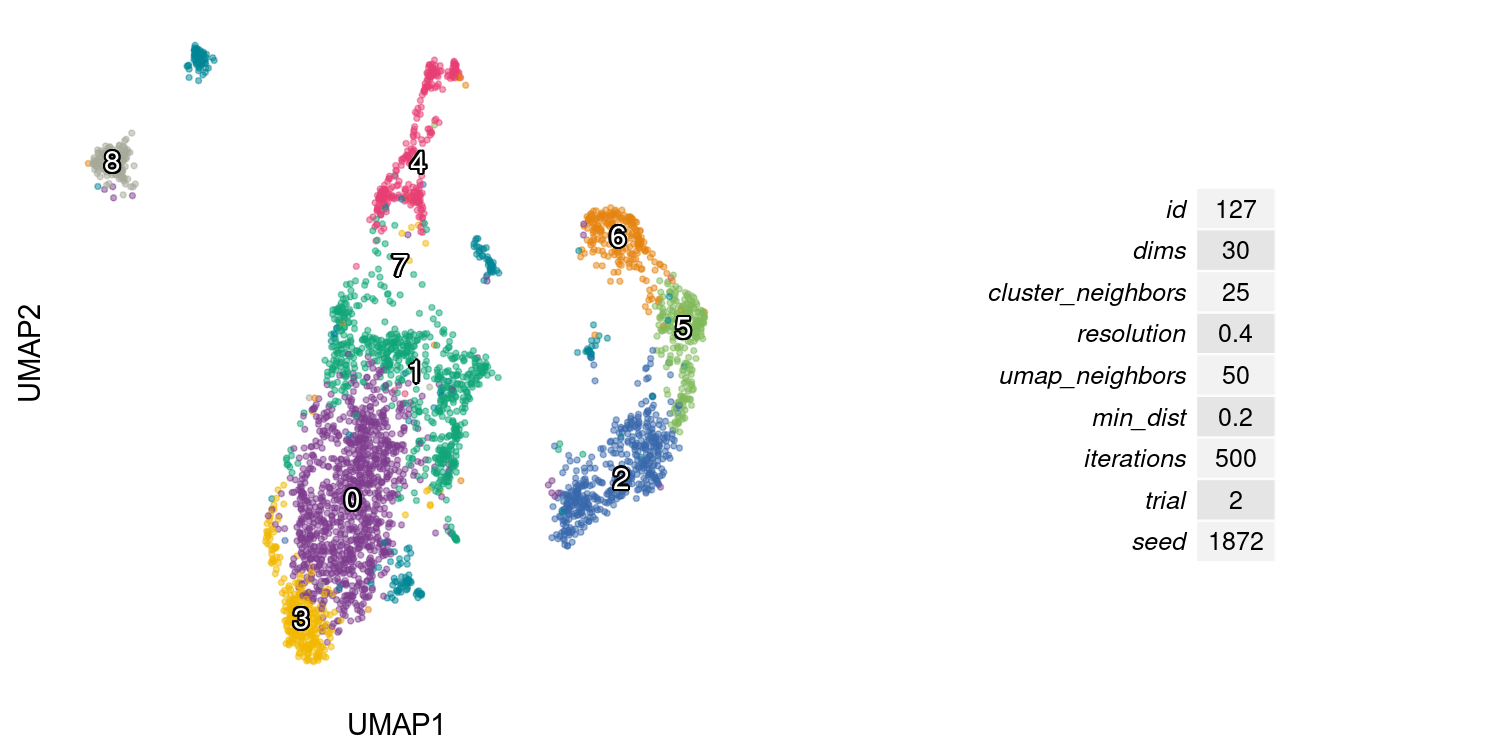 8
4
6
7
5
1
2
0
3
UMAP2
UMAP1
id 127
dims 30
cluster_neighbors 25
resolution 0.4
umap_neighbors 50
min_dist 0.2
iterations 500
trial 2
seed 1872